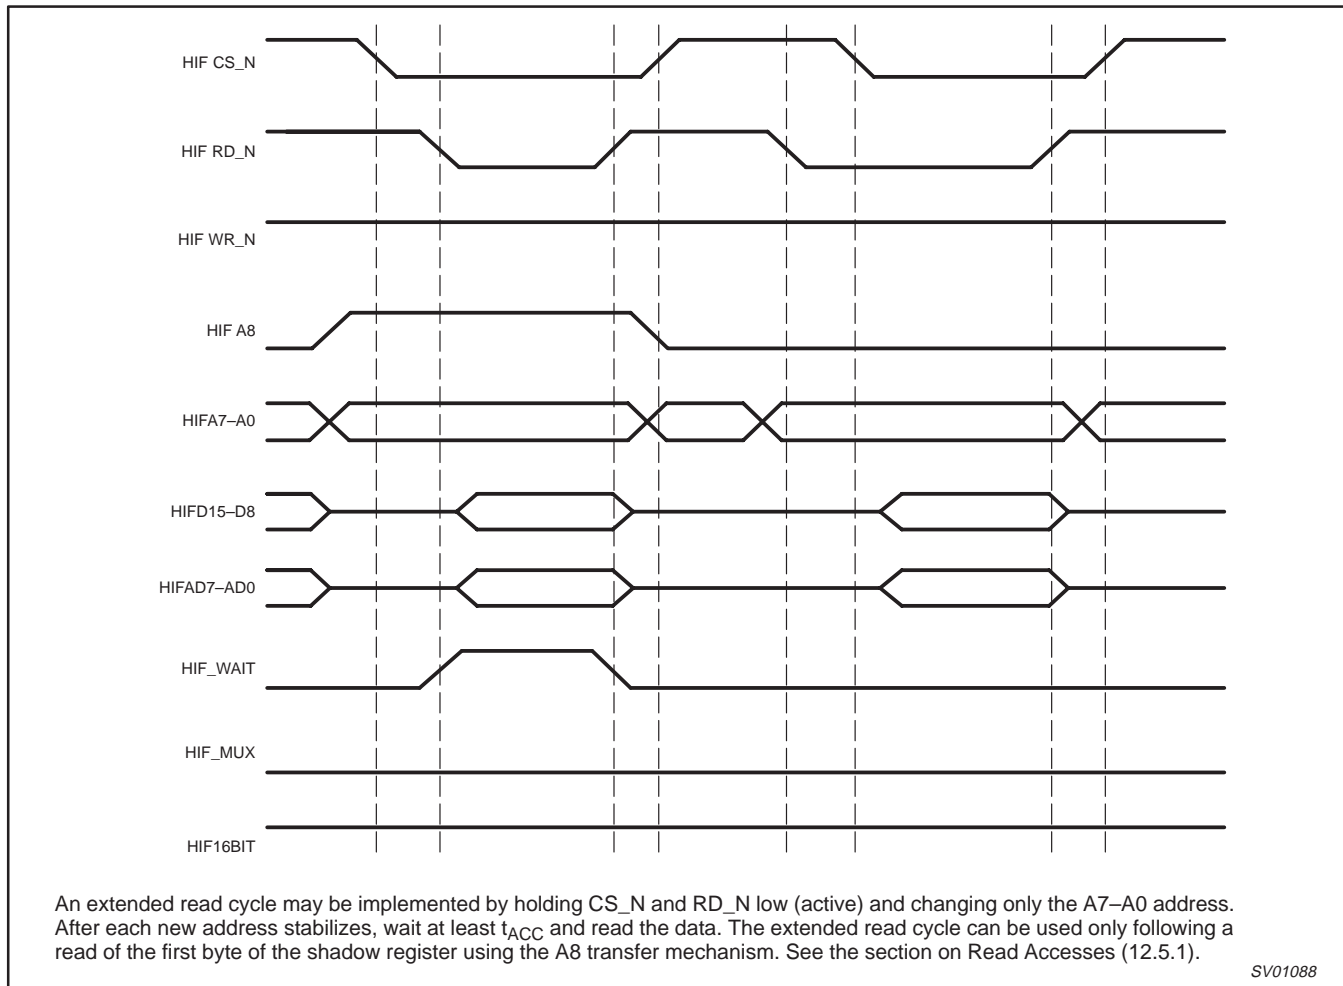 HIF CS_N
HIF RD_N
HIF WR_N
HIF A8
HIFA7–A0
HIFD15–D8
HIFAD7–AD0
HIF_WAIT
HIF_MUX
HIF16BIT
An extended read cycle may be implemented by holding CS_N and RD_N low (active) and changing only the A7–A0 address.
After each new address stabilizes, wait at least tACC and read the data. The extended read cycle can be used only following a
read of the first byte of the shadow register using the A8 transfer mechanism. See the section on Read Accesses (12.5.1).
SV01088